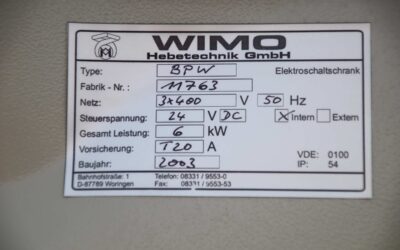 WIMO
Hebetechnik GmbH
Type: BPW Elektroschaltschrank
Fabrik - Nr.: 11763
Netz: 3x400 V 50 Hz
Steuerspannung: 24 V DC X intern Extern
Gesamt Leistung: 6 kW
Vorsicherung: T20 A
Baujahr: 2003
VDE: 0100
IP: 54
Bahnhofstraße: 1 Telefon: 08331 / 9553-0
D-87789 Woringen Fax: 08331 / 9553-53